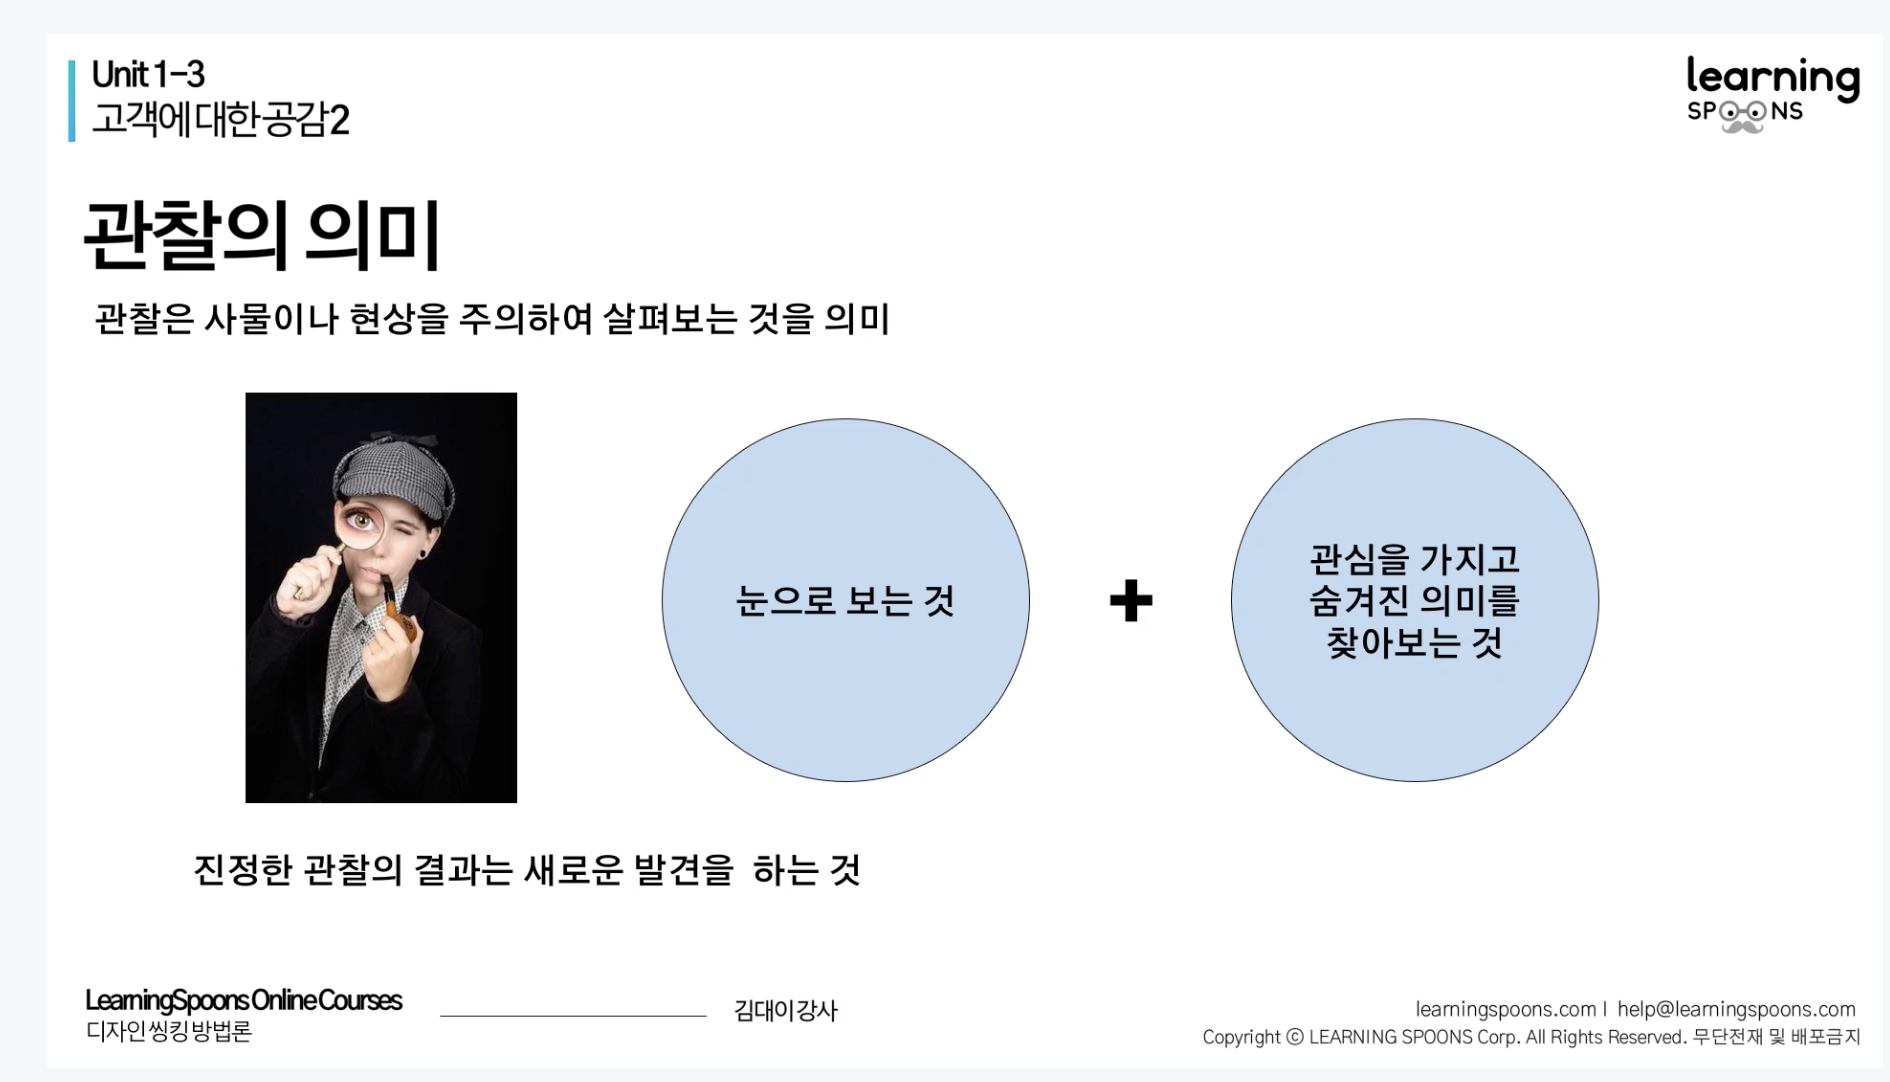 Unit 1-3
고객에 대한 공감2
learning
SPOONS
관찰의 의미
관찰은 사물이나 현상을 주의하여 살펴보는 것을 의미
눈으로 보는 것
+
관심을 가지고
숨겨진 의미를
찾아보는 것
진정한 관찰의 결과는 새로운 발견을 하는 것
LearningSpoons Online Courses
디자인 씽킹 방법론
김대이 강사
learningspoons.com l help@learningspoons.com
Copyright ⓒ LEARNING SPOONS Corp. All Rights Reserved. 무단전재 및 배포금지